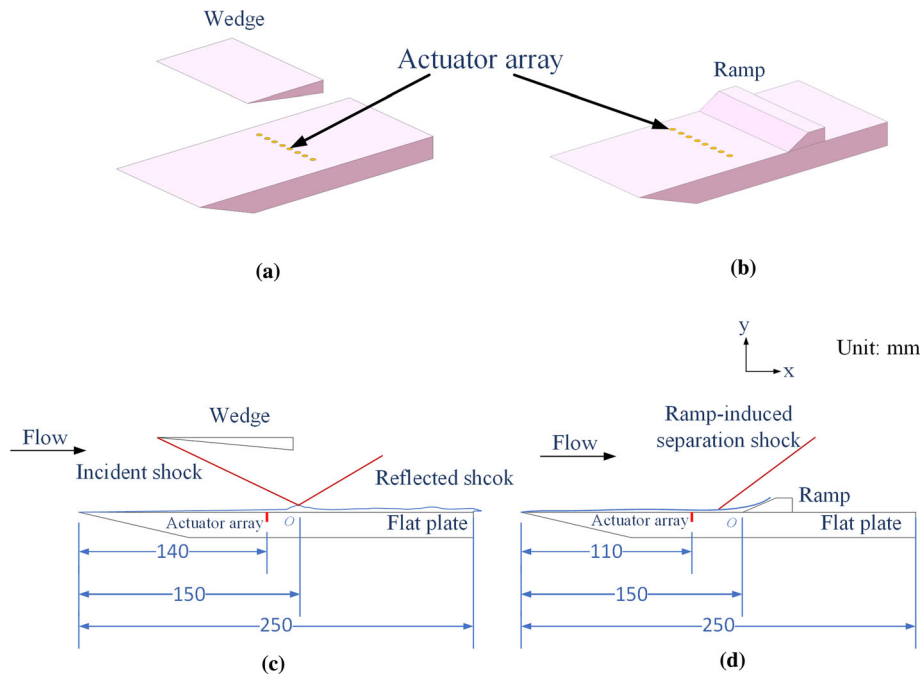 Wedge
Actuator array
Ramp
(a)
(b)
y
x
Unit: mm
Wedge
Flow
Incident shock
Reflected shcok
Actuator array
O
Flat plate
140
150
250
(c)
Ramp-induced
separation shock
Flow
Ramp
Actuator array
O
Flat plate
110
150
250
(d)